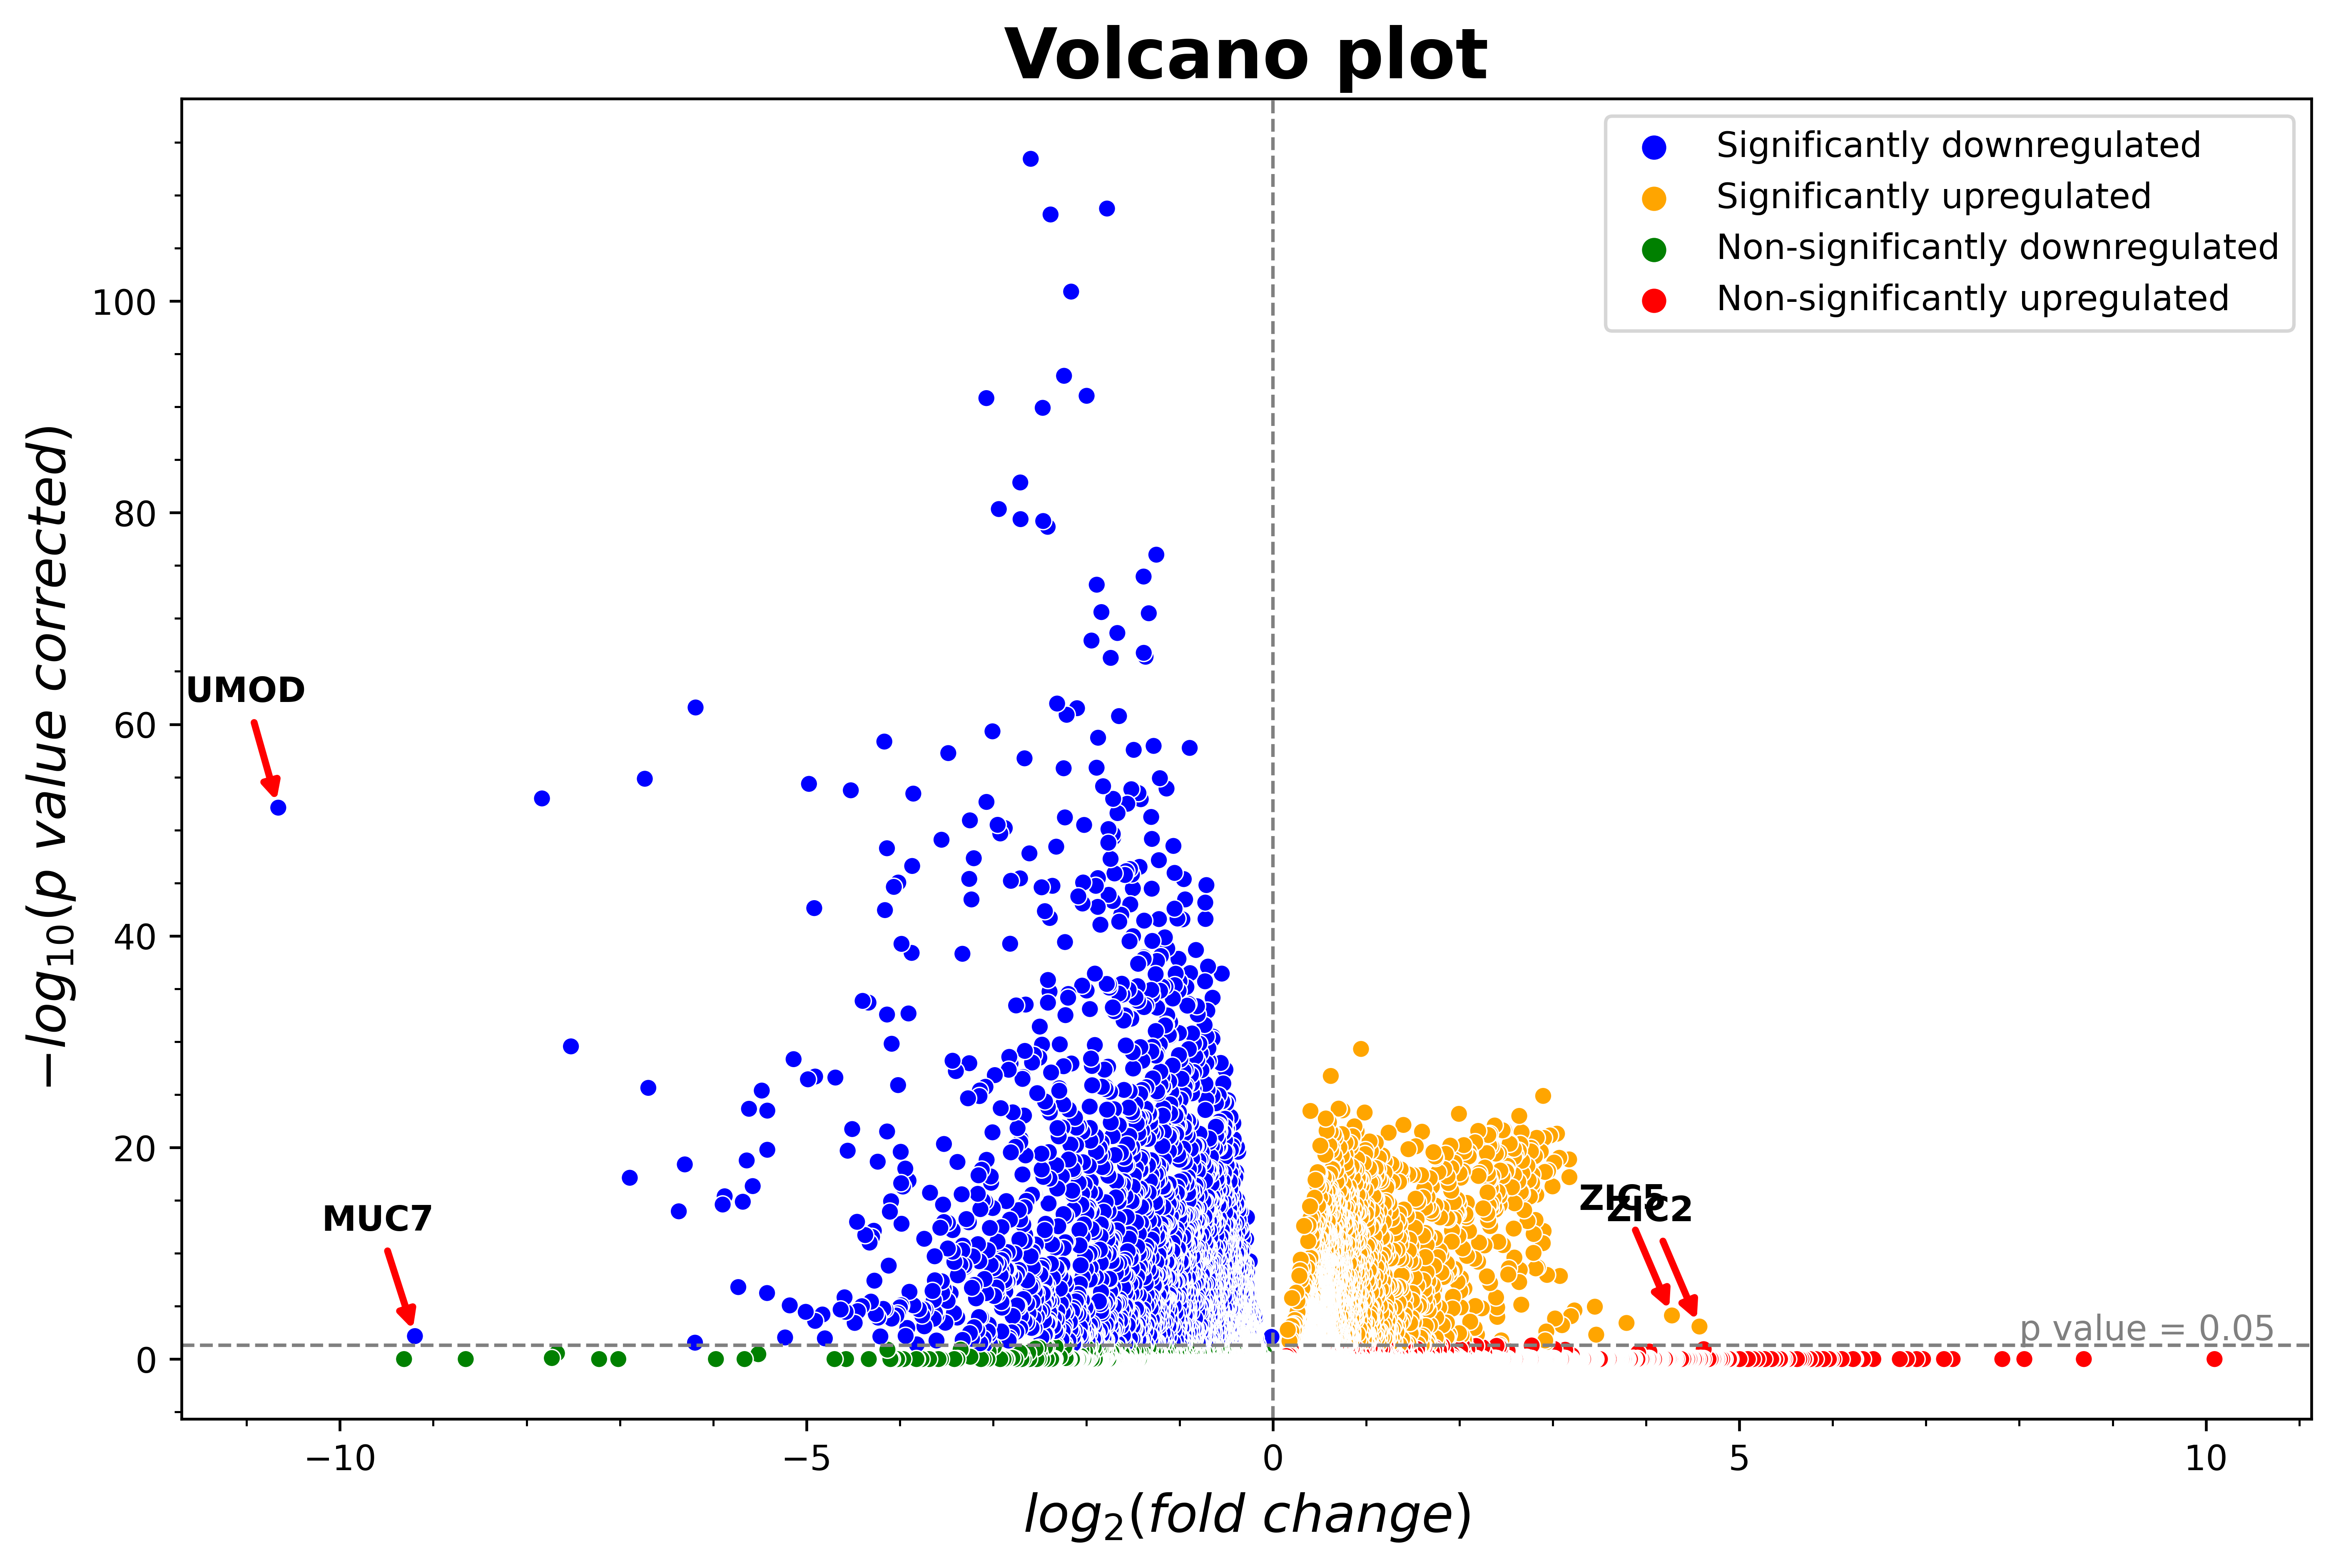 Volcano plot
Significantly downregulated
Significantly upregulated
Non-significantly downregulated
Non-significantly upregulated
100
80
60
40
20
0
−log₁₀(p value corrected)
UMOD
MUC7
ZIC5
ZIC2
p value = 0.05
−10
−5
0
5
10
log₂(fold change)